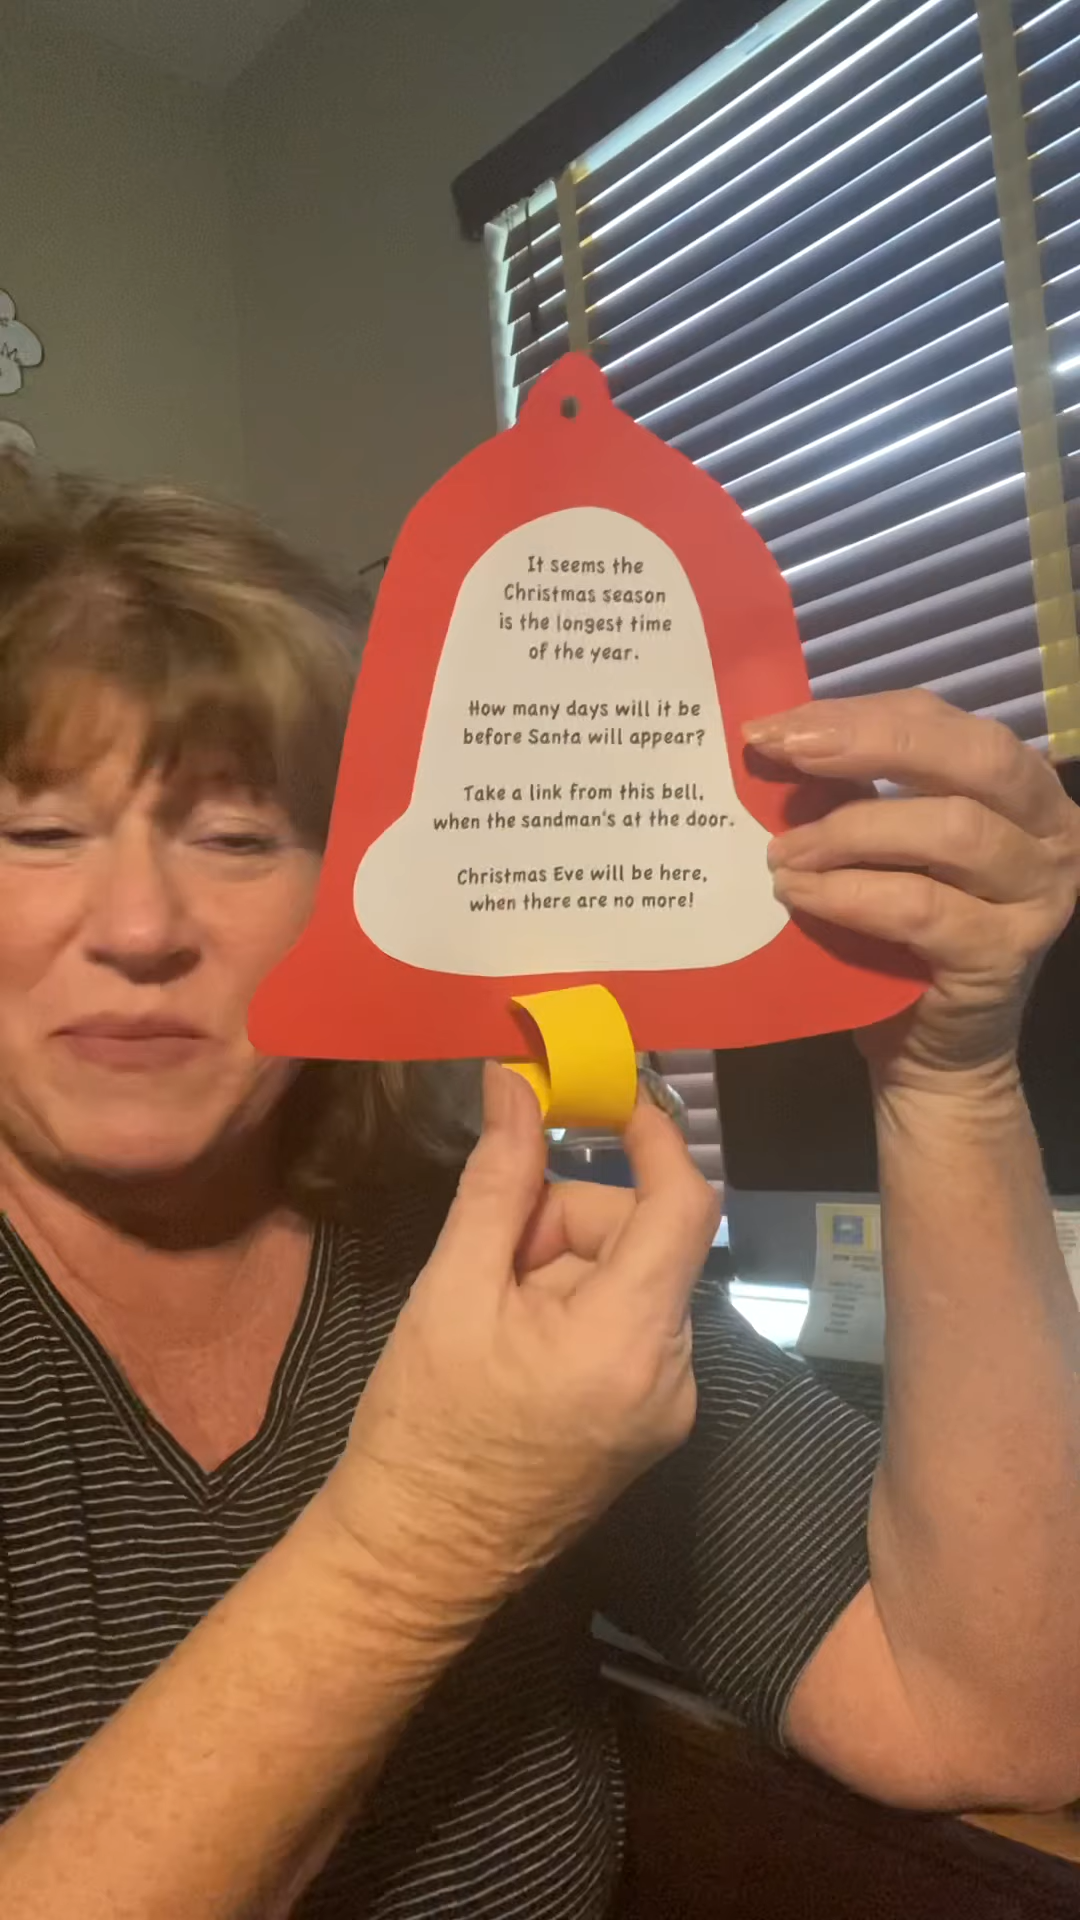 It seems the
Christmas season
is the longest time
of the year.
How many days will it be
before Santa will appear?
Take a link from this bell,
when the sandman's at the door.
Christmas Eve will be here,
when there are no more!